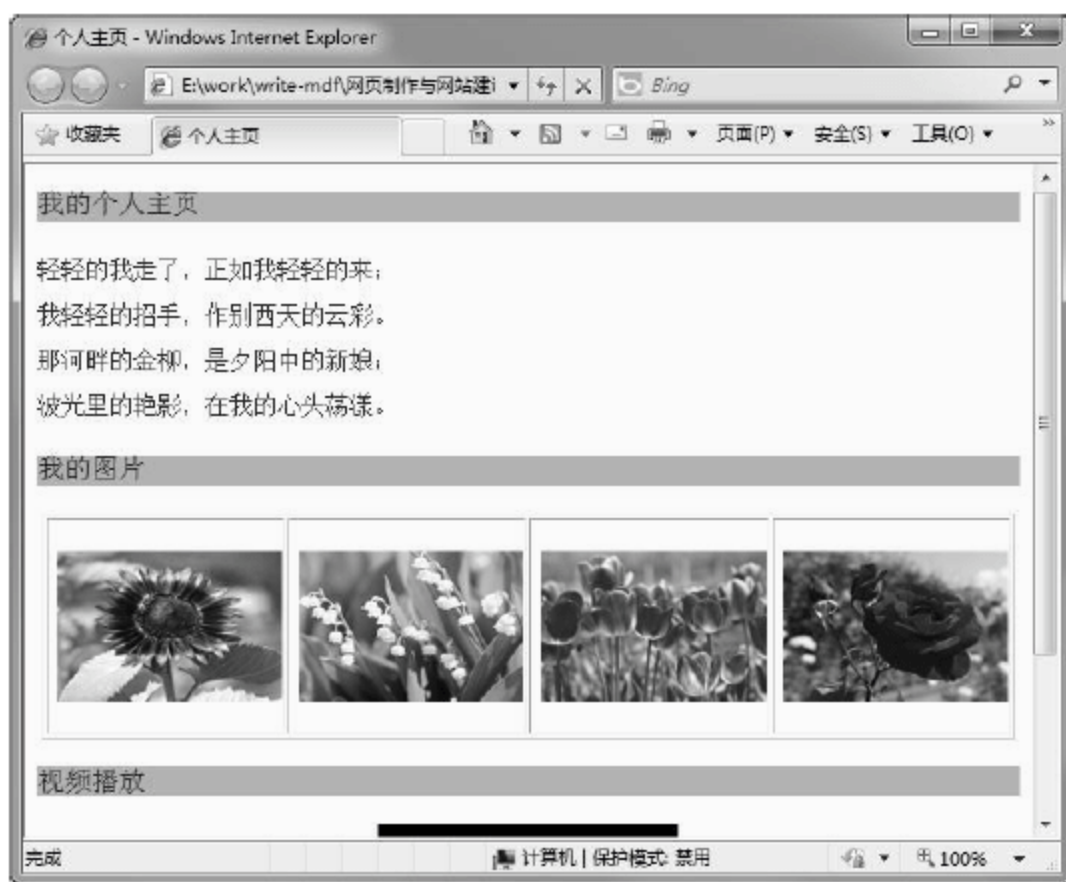 个人主页 - Windows Internet Explorer
E:\work\write-mdf\网页制作与网站建
Bing
收藏夹
个人主页
页面(P)
安全(S)
工具(O)
我的个人主页
轻轻的我走了，正如我轻轻的来；
我轻轻的招手，作别西天的云彩。
那河畔的金柳，是夕阳中的新娘；
波光里的艳影，在我的心头荡漾。
我的图片
视频播放
完成
计算机 | 保护模式: 禁用
100%